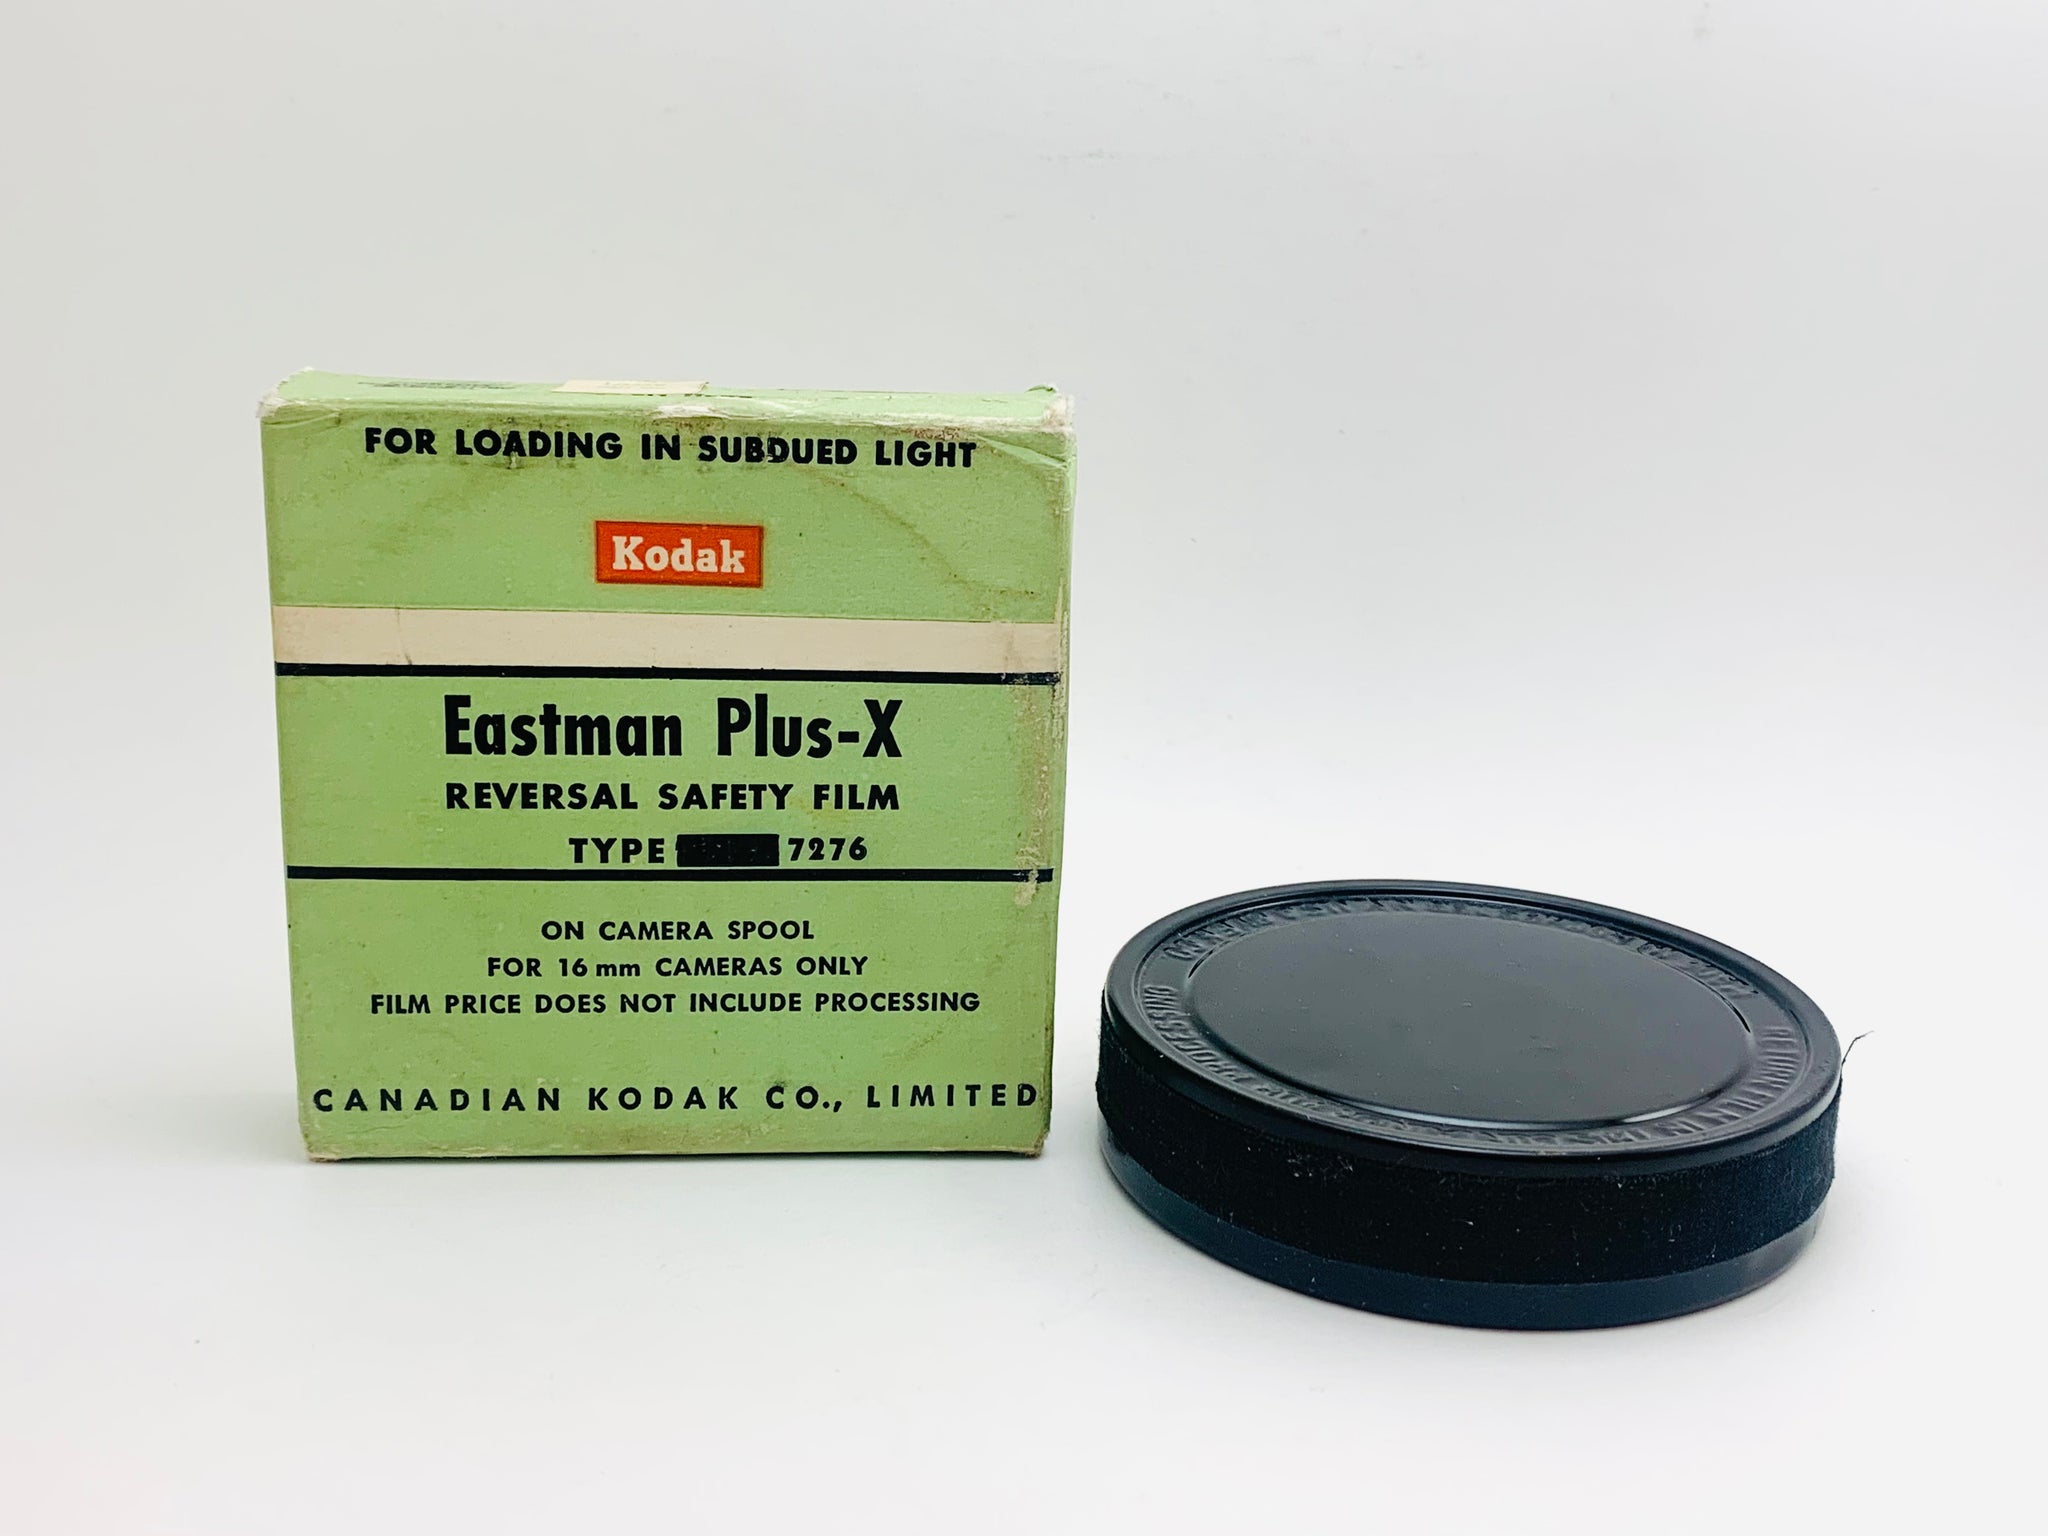 FOR LOADING IN SUBDUED LIGHT
Kodak
Eastman Plus-X
REVERSAL SAFETY FILM
TYPE 7276
ON CAMERA SPOOL
FOR 16 mm CAMERAS ONLY
FILM PRICE DOES NOT INCLUDE PROCESSING
CANADIAN KODAK CO., LIMITED
PROCESSING